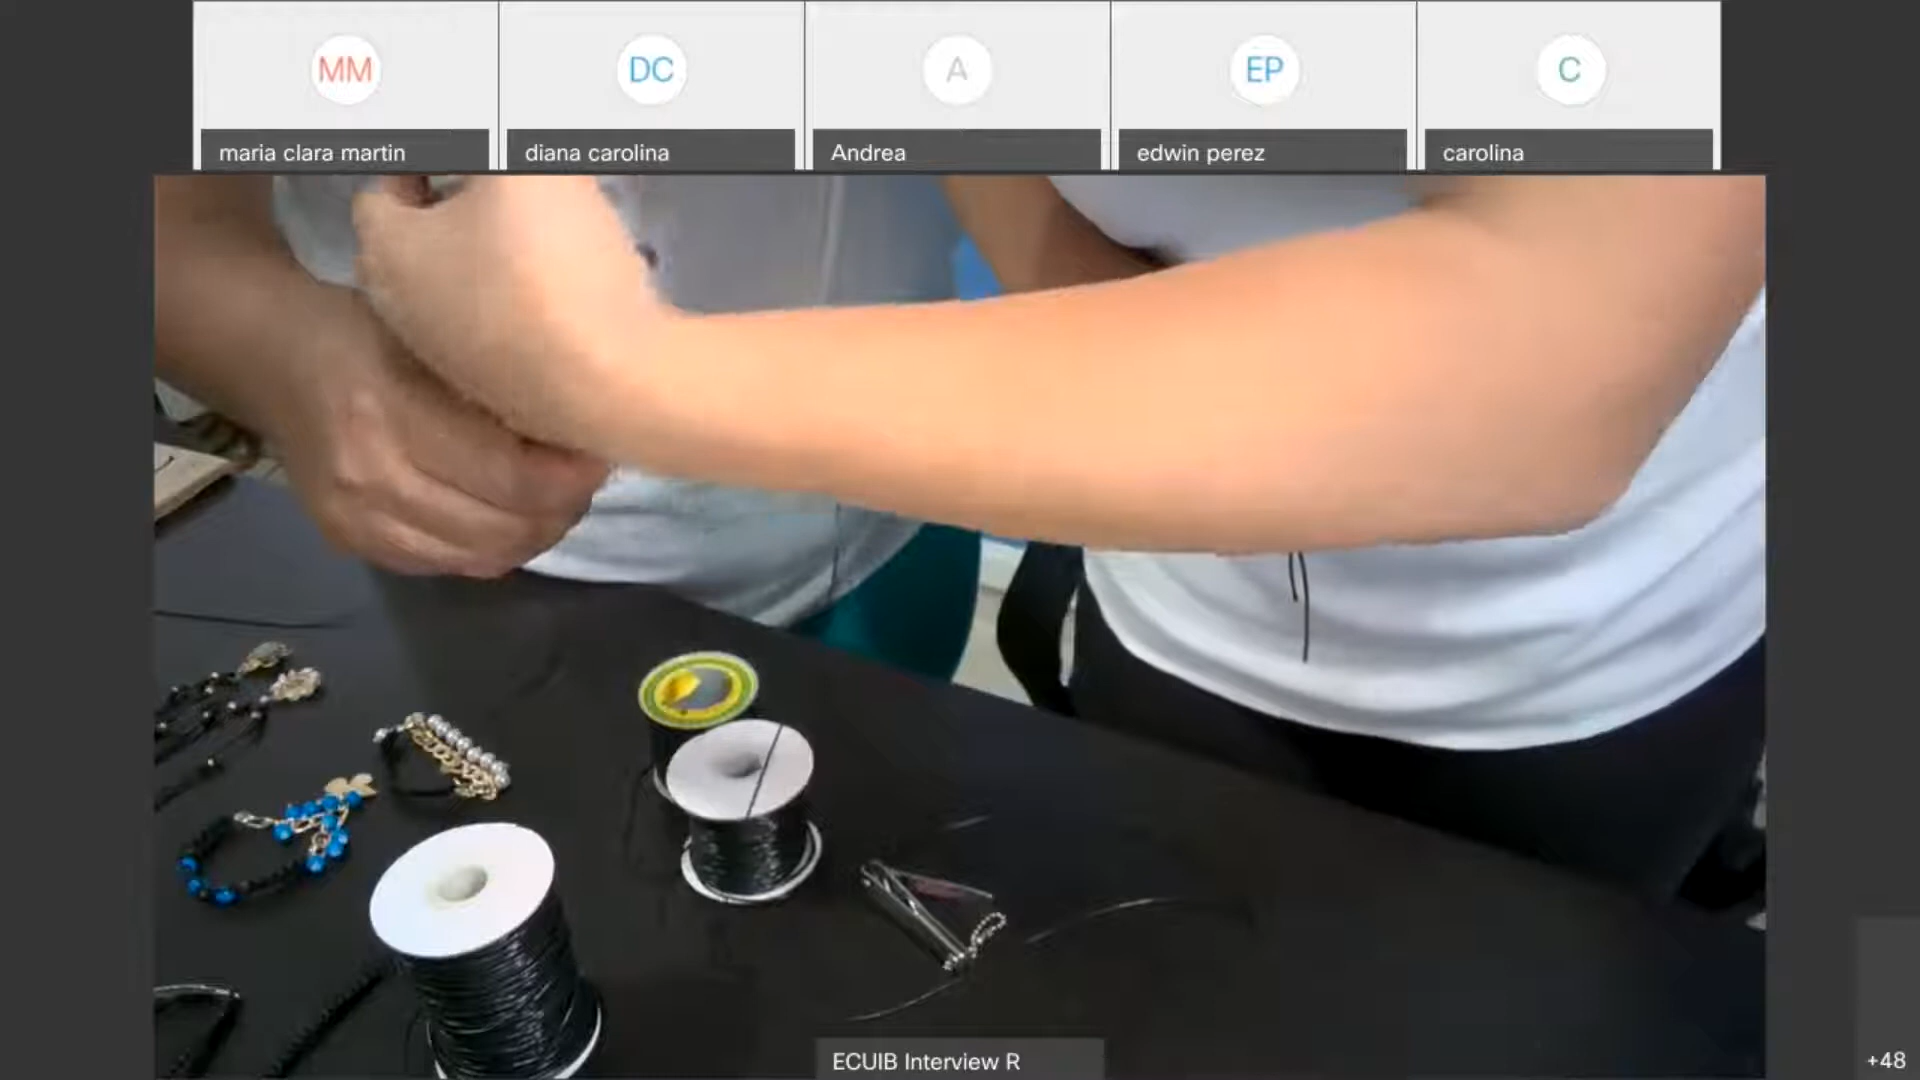 MM
DC
A
EP
C
maria clara martin
diana carolina
Andrea
edwin perez
carolina
ECUIB Interview R
+48